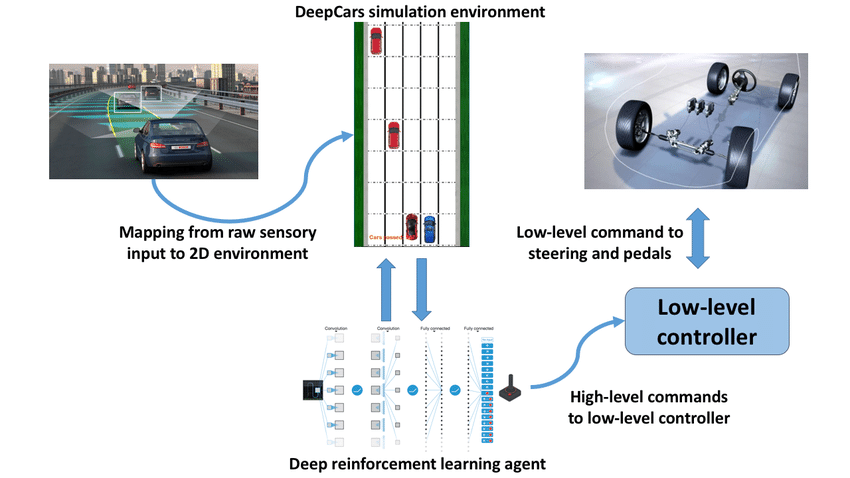 DeepCars simulation environment
Mapping from raw sensory
input to 2D environment
Low-level command to
steering and pedals
Low-level
controller
Convolution
Convolution
Fully connected
Fully connected
High-level commands
to low-level controller
Deep reinforcement learning agent